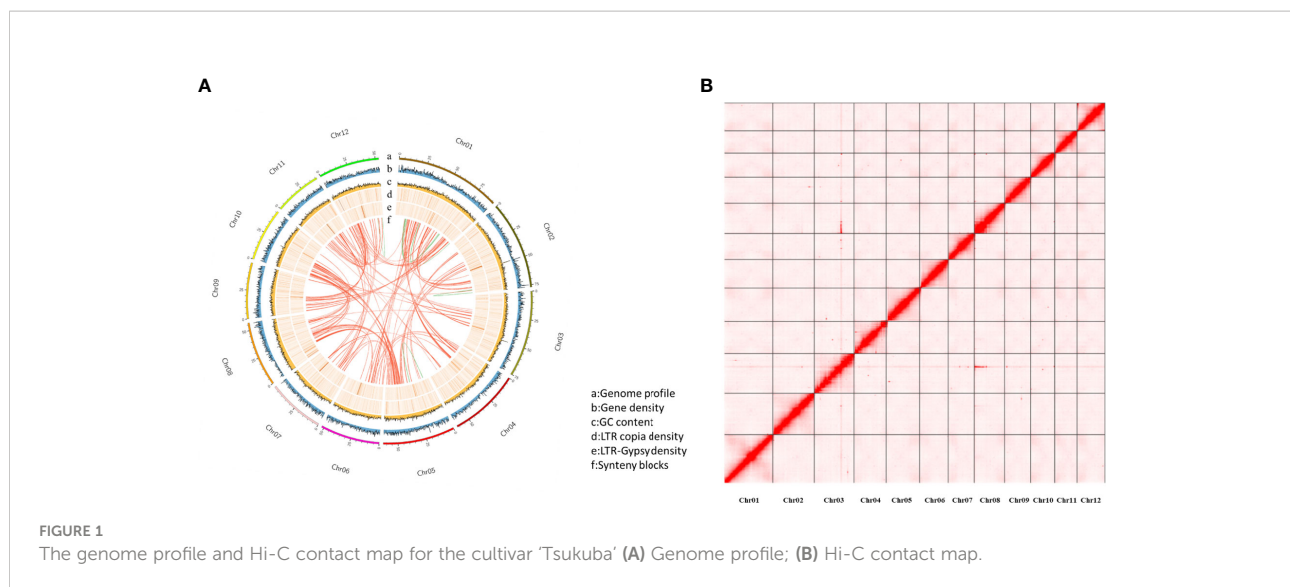 A
B
Chr12
Chr01
Chr11
Chr02
Chr10
Chr03
Chr09
Chr04
Chr08
Chr05
Chr07
Chr06
a
b
c
d
e
f
a:Genome profile
b:Gene density
c:GC content
d:LTR copia density
e:LTR-Gypsydensity
f:Synteny blocks
Chr01 Chr02 Chr03 Chr04 Chr05 Chr06 Chr07 Chr08 Chr09 Chr10 Chr11 Chr12
FIGURE 1
The genome profile and Hi-C contact map for the cultivar ‘Tsukuba’ (A) Genome profile; (B) Hi-C contact map.